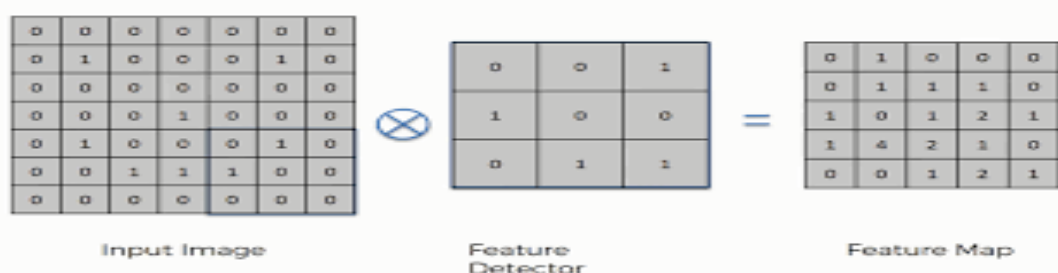 0 0 0 0 0 0 0
0 1 0 0 0 1 0
0 0 0 0 0 0 0
0 0 0 1 0 0 0
0 1 0 0 0 1 0
0 0 1 1 1 0 0
0 0 0 0 0 0 0
0 0 1
1 0 0
0 1 1
=
0 1 0 0 0
0 1 1 1 0
1 0 1 2 1
1 4 2 1 0
0 0 1 2 1
Input Image
Feature
Detector
Feature Map